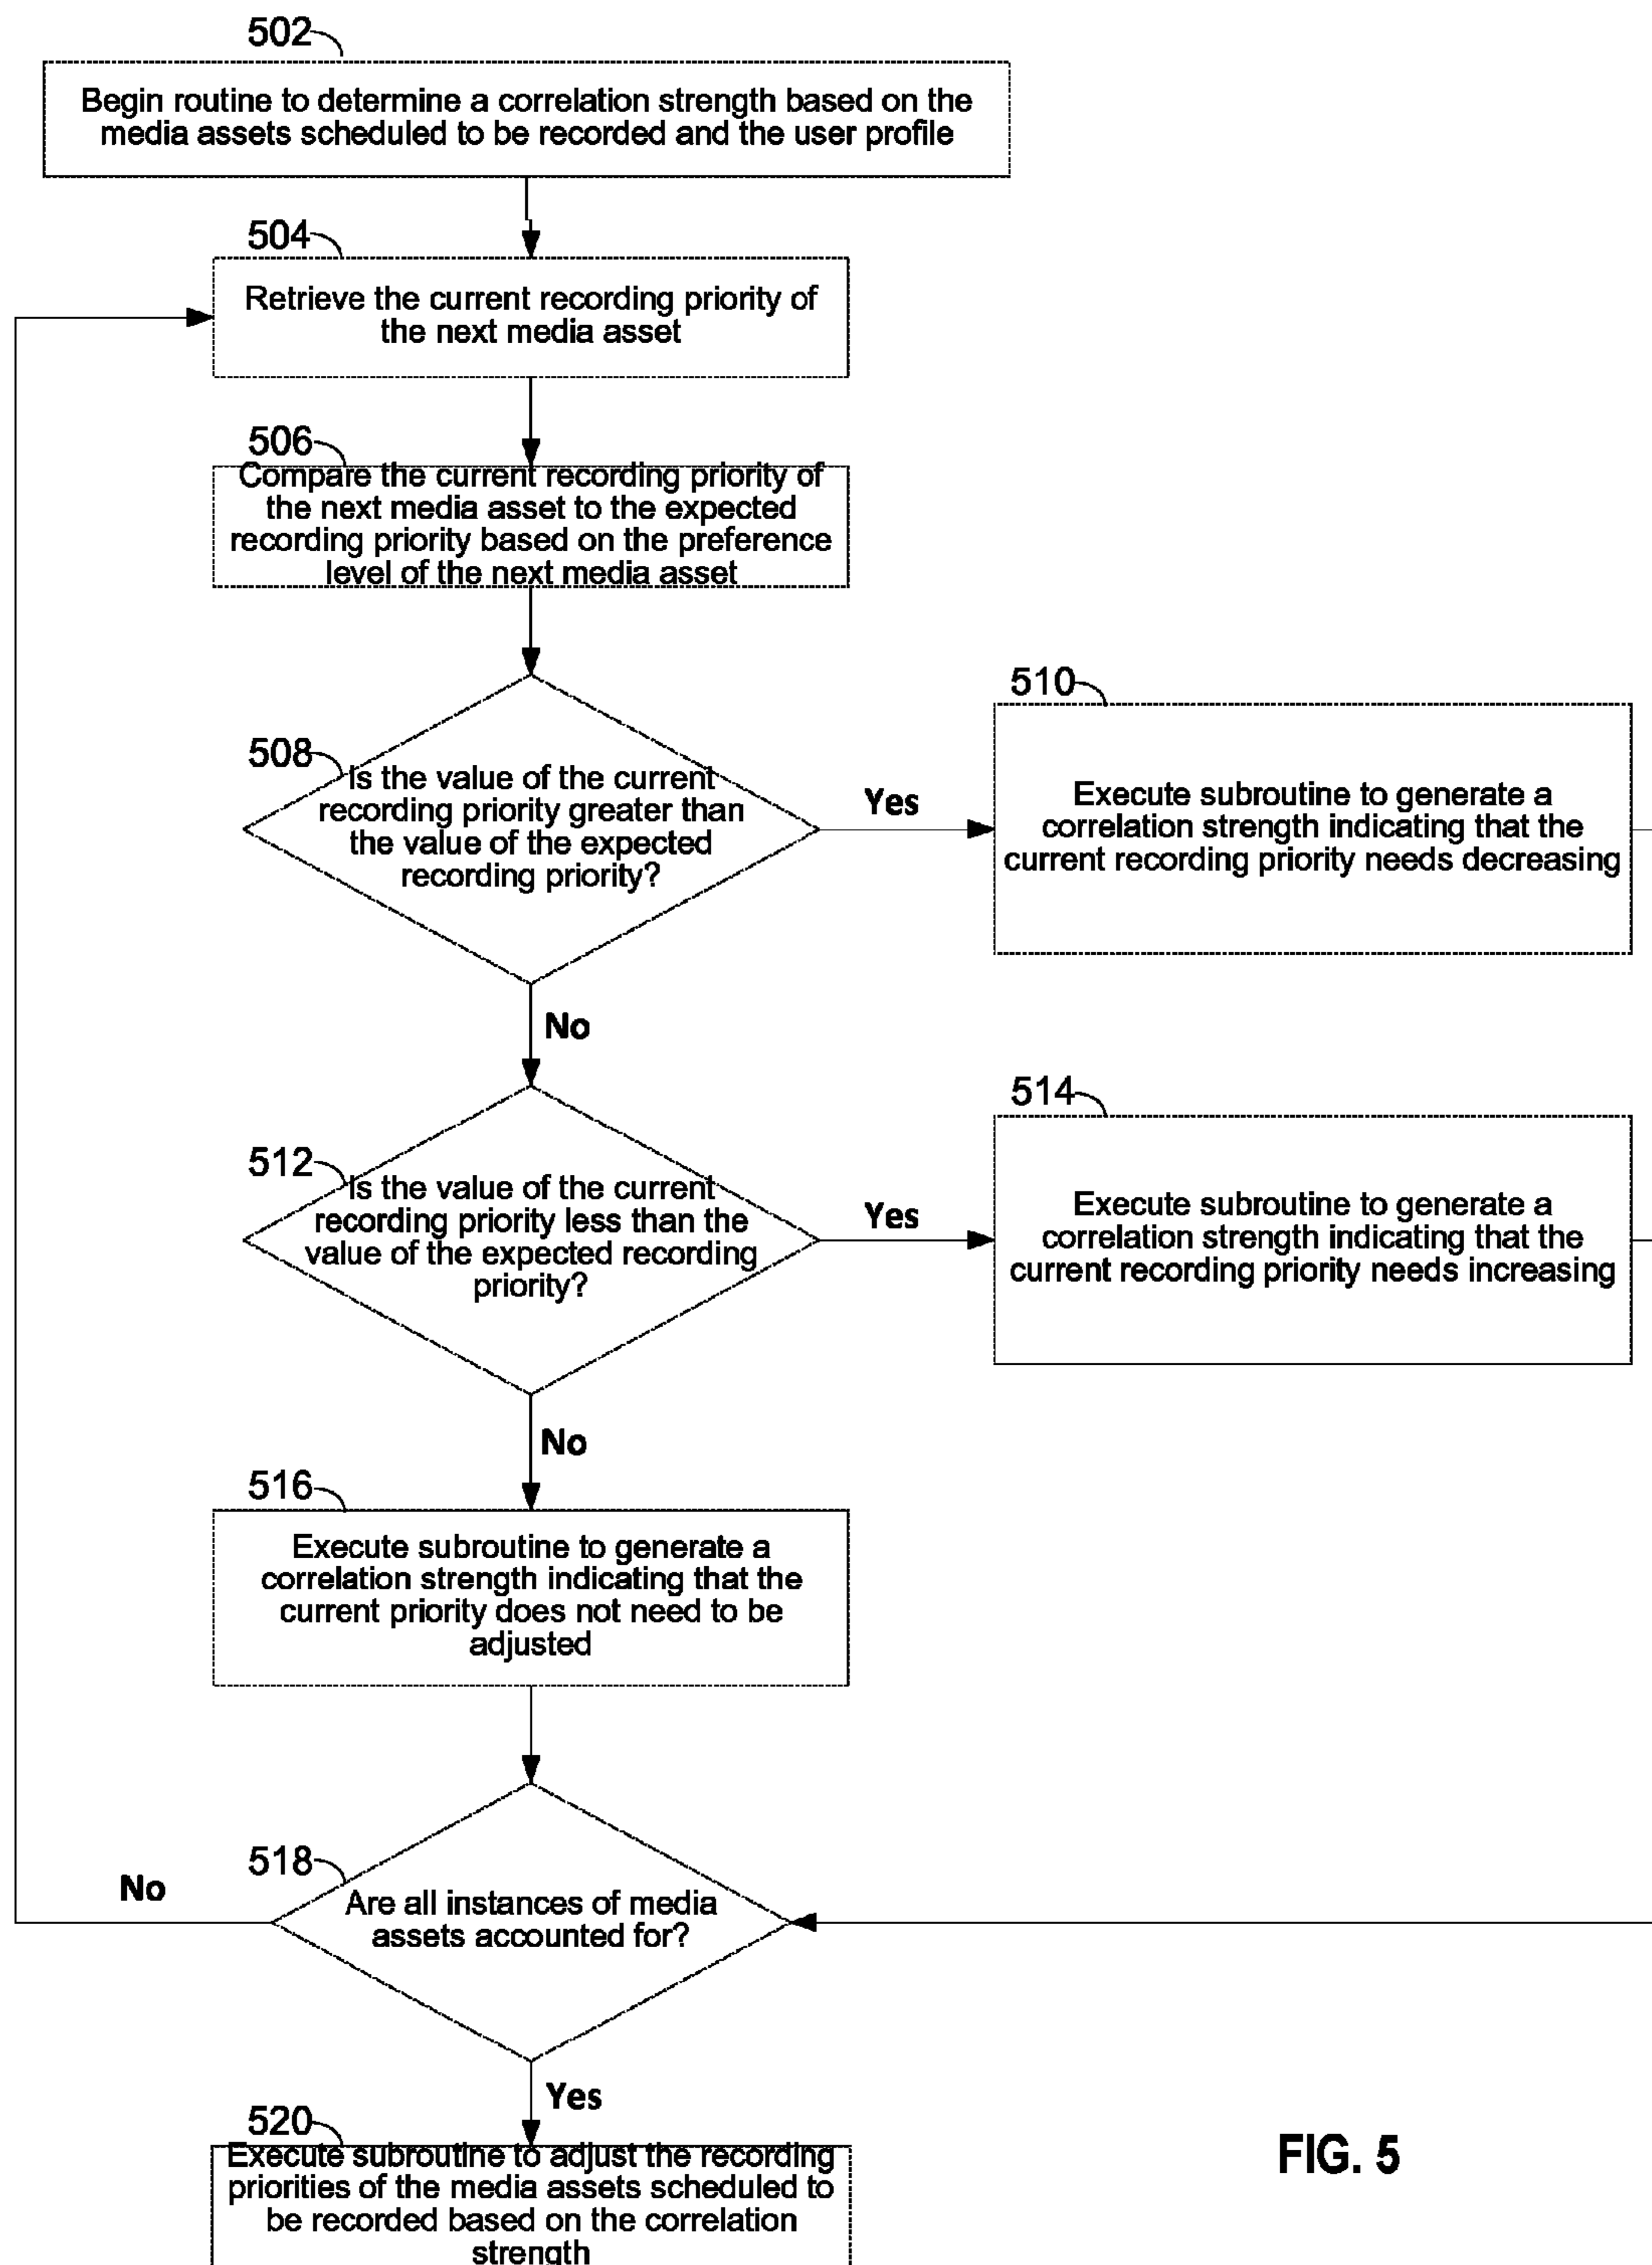 502
Begin routine to determine a correlation strength based on the
media assets scheduled to be recorded and the user profile
504
Retrieve the current recording priority of
the next media asset
506
Compare the current recording priority of
the next media asset to the expected
recording priority based on the preference
level of the next media asset
508
Is the value of the current
recording priority greater than
the value of the expected
recording priority?
Yes
510
Execute subroutine to generate a
correlation strength indicating that the
current recording priority needs decreasing
No
512
Is the value of the current
recording priority less than the
value of the expected recording
priority?
Yes
514
Execute subroutine to generate a
correlation strength indicating that the
current recording priority needs increasing
No
516
Execute subroutine to generate a
correlation strength indicating that the
current priority does not need to be
adjusted
518
Are all instances of media
assets accounted for?
No
Yes
520
Execute subroutine to adjust the recording
priorities of the media assets scheduled to
be recorded based on the correlation
strength
FIG. 5